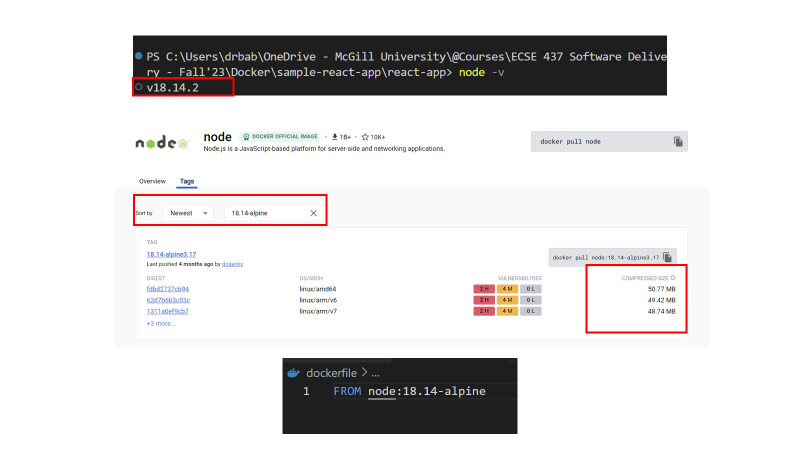 PS C:\Users\drbab\OneDrive - McGill University\@Courses\ECSE 437 Software Delive
ry - Fall'23\Docker\sample-react-app\react-app> node -v
v18.14.2
node
node DOCKER OFFICIAL IMAGE · 1B+ · 10K+
Node.js is a JavaScript-based platform for server-side and networking applications.
docker pull node
Overview Tags
Sort by Newest 18.14-alpine
TAG
18.14-alpine3.17
Last pushed 4 months ago by doijanky
docker pull node:18.14-alpine3.17
DIGEST OS/ARCH VULNERABILITIES COMPRESSED SIZE
fdbd2737cb94 linux/amd64 2 H 4 M 0 L 50.77 MB
62d7b6b3c03c linux/arm/v6 2 H 4 M 0 L 49.42 MB
1311a0ef9cb7 linux/arm/v7 2 H 4 M 0 L 48.74 MB
+3 more...
dockerfile > ...
1 FROM node:18.14-alpine